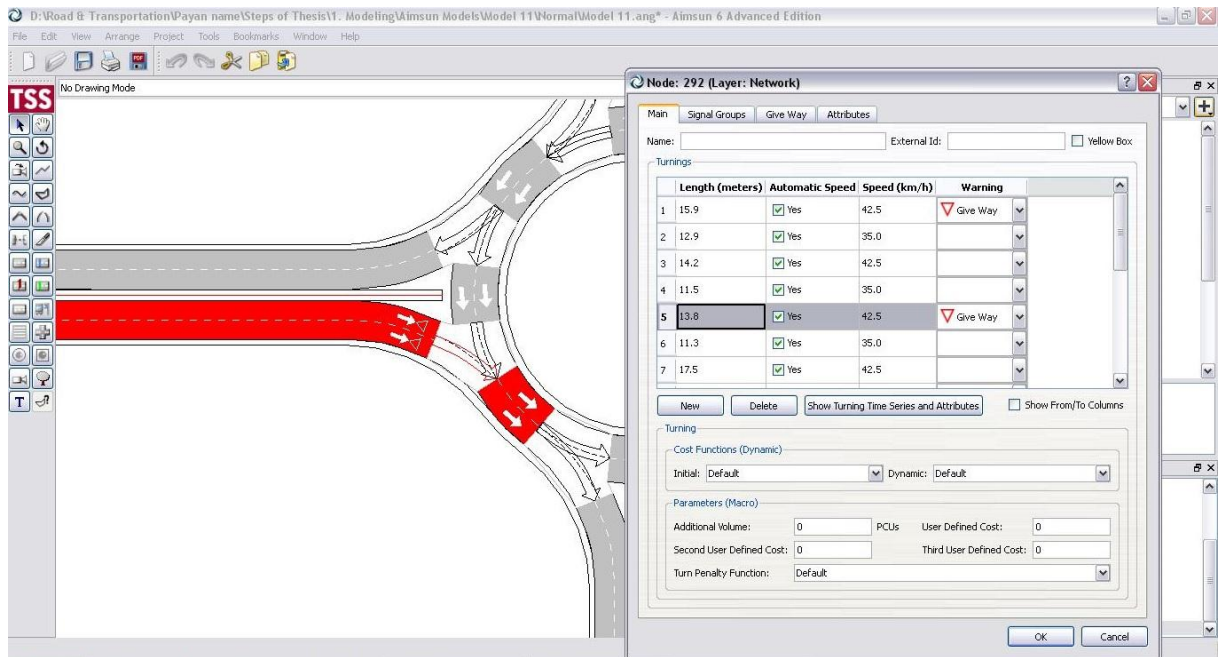 D:\Road & Transportation\Payan name\Steps of Thesis\1. Modeling\Aimsun Models\Model 11\Normal\Model 11.ang* - Aimsun 6 Advanced Edition
File Edit View Arrange Project Tools Bookmarks Window Help
TSS
No Drawing Mode
Node: 292 (Layer: Network)
Main Signal Groups Give Way Attributes
Name: External Id: Yellow Box
Turnings
Length (meters) Automatic Speed Speed (km/h) Warning
1 15.9 Yes 42.5 Give Way
2 12.9 Yes 35.0
3 14.2 Yes 42.5
4 11.5 Yes 35.0
5 13.8 Yes 42.5 Give Way
6 11.3 Yes 35.0
7 17.5 Yes 42.5
New Delete Show Turning Time Series and Attributes Show From/To Columns
Turning
Cost Functions (Dynamic)
Initial: Default Dynamic: Default
Parameters (Macro)
Additional Volume: 0 PCUs User Defined Cost: 0
Second User Defined Cost: 0 Third User Defined Cost: 0
Turn Penalty Function: Default
OK Cancel
T